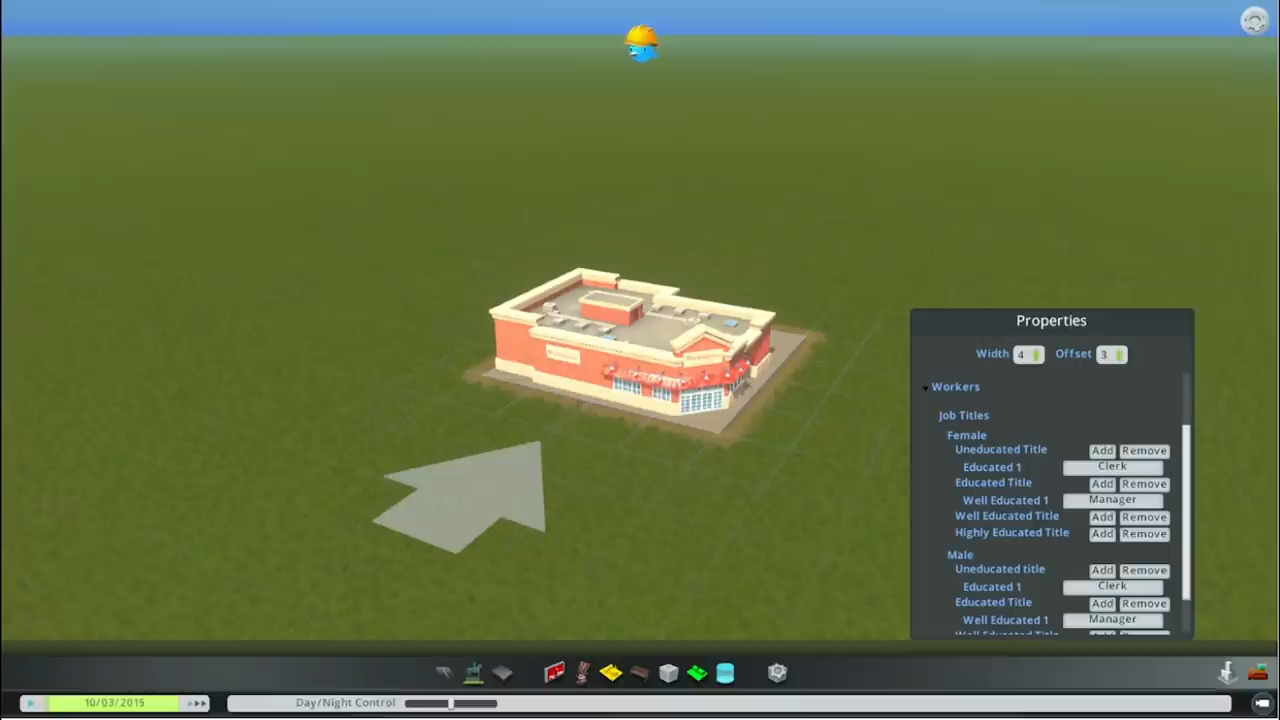 Properties
Width 4 Offset 3
Workers
Job Titles
Female
Uneducated Title Add Remove
Educated 1 Clerk
Educated Title Add Remove
Well Educated 1 Manager
Well Educated Title Add Remove
Highly Educated Title Add Remove
Male
Uneducated title Add Remove
Educated 1 Clerk
Educated Title Add Remove
Well Educated 1 Manager
10/03/2015 Day/Night Control